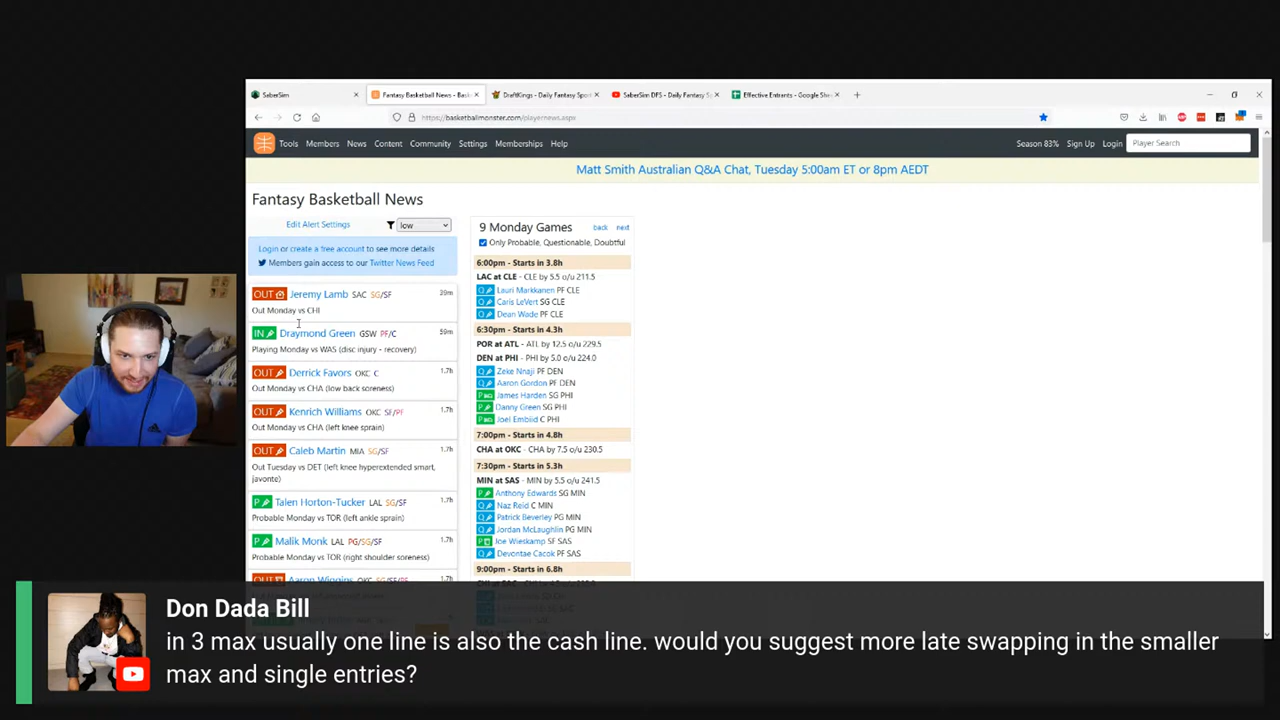 SaberSim
Fantasy Basketball News - Bask
DraftKings - Daily Fantasy Sport
SaberSim DFS - Daily Fantasy Sp
Effective Entrants - Google Shee
https://basketballmonster.com/playernews.aspx
Tools Members News Content Community Settings Memberships Help Season 83% Sign Up Login Player Search
Matt Smith Australian Q&A Chat, Tuesday 5:00am ET or 8pm AEDT
Fantasy Basketball News
Edit Alert Settings low
Login or create a free account to see more details
Members gain access to our Twitter News Feed
OUT Jeremy Lamb SAC SG/SF 39m
Out Monday vs CHI
IN Draymond Green GSW PF/C 59m
Playing Monday vs WAS (disc injury - recovery)
OUT Derrick Favors OKC C 1.7h
Out Monday vs CHA (low back soreness)
OUT Kenrich Williams OKC SF/PF 1.7h
Out Monday vs CHA (left knee sprain)
OUT Caleb Martin MIA SG/SF 1.7h
Out Tuesday vs DET (left knee hyperextended smart,
javonte)
P Talen Horton-Tucker LAL SG/SF 1.7h
Probable Monday vs TOR (left ankle sprain)
P Malik Monk LAL PG/SG/SF 1.7h
Probable Monday vs TOR (right shoulder soreness)
OUT Aaron Wiggins OKC SG/SF/PF 1.7h
9 Monday Games back next
Only Probable, Questionable, Doubtful
6:00pm - Starts in 3.8h
LAC at CLE - CLE by 5.5 o/u 211.5
Q Lauri Markkanen PF CLE
Q Caris LeVert SG CLE
Q Dean Wade PF CLE
6:30pm - Starts in 4.3h
POR at ATL - ATL by 12.5 o/u 229.5
DEN at PHI - PHI by 5.0 o/u 224.0
Q Zeke Nnaji PF DEN
Q Aaron Gordon PF DEN
P James Harden SG PHI
P Danny Green SG PHI
P Joel Embiid C PHI
7:00pm - Starts in 4.8h
CHA at OKC - CHA by 7.5 o/u 230.5
7:30pm - Starts in 5.3h
MIN at SAS - MIN by 5.5 o/u 241.5
P Anthony Edwards SG MIN
Q Naz Reid C MIN
Q Patrick Beverley PG MIN
Q Jordan McLaughlin PG MIN
P Joe Wieskamp SF SAS
Q Devontae Cacok PF SAS
9:00pm - Starts in 6.8h
Don Dada Bill
in 3 max usually one line is also the cash line. would you suggest more late swapping in the smaller
max and single entries?